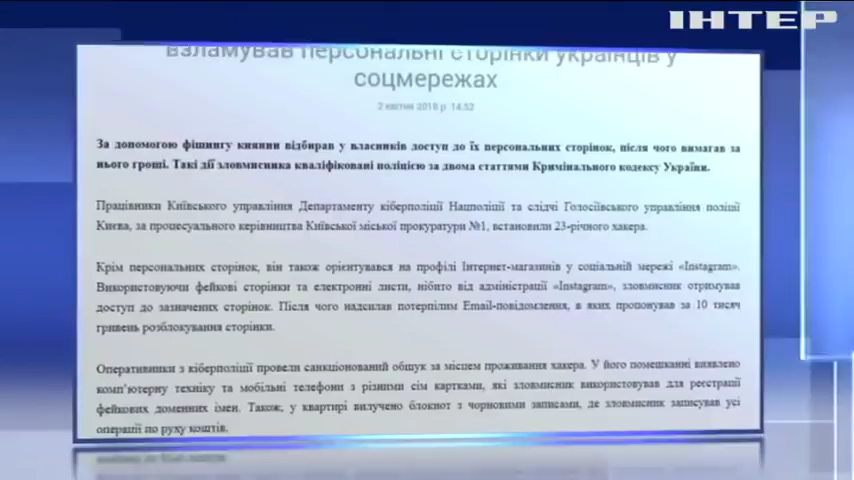 ІНТЕР
взламував персональні сторінки українців у
соцмережах
2 квітня 2018 р. 14:52
За допомогою фішингу киянин відбирав у власників доступ до їх персональних сторінок, після чого вимагав за
нього гроші. Такі дії зловмисника кваліфіковані поліцією за двома статтями Кримінального кодексу України.
Працівники Київського управління Департаменту кіберполіції Нацполіції та слідчі Голосіївського управління поліції
Києва, за процесуального керівництва Київської міської прокуратури №1, встановили 23-річного хакера.
Крім персональних сторінок, він також орієнтувався на профілі Інтернет-магазинів у соціальній мережі «Instagram».
Використовуючи фейкові сторінки та електронні листи, нібито від адміністрації «Instagram», зловмисник отримував
доступ до зазначених сторінок. Після чого надсилав потерпілим Email-повідомлення, в яких пропонував за 10 тисяч
гривень розблокування сторінки.
Оперативники з кіберполіції провели санкціонований обшук за місцем проживання хакера. У його помешканні виявлено
комп'ютерну техніку та мобільні телефони з різними сім картками, які зловмисник використовував для реєстрації
фейкових доменних імен. Також, у квартирі вилучено блокнот з чорновими записами, де зловмисник записував усі
операції по руху коштів.